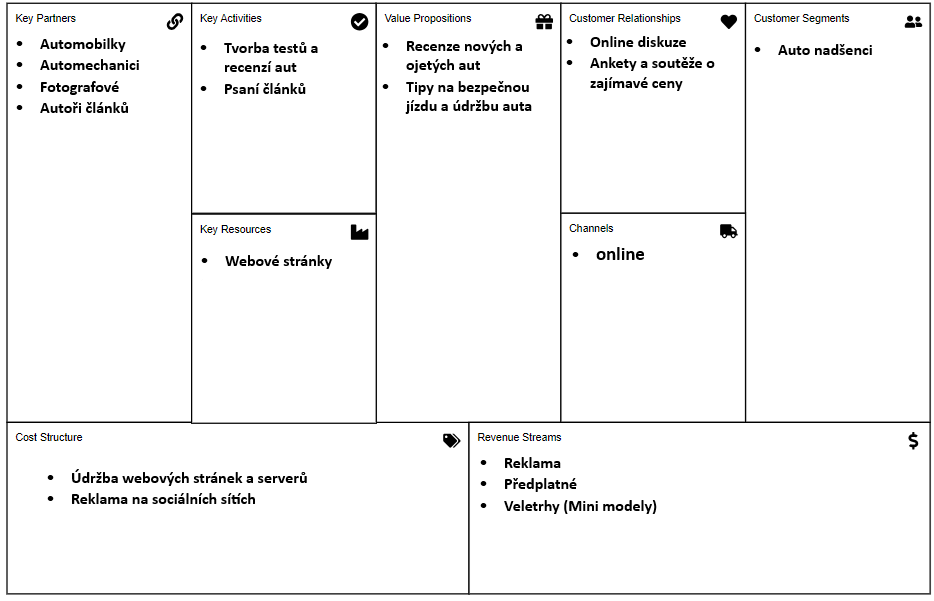 Key Partners
Automobilky
Automechanici
Fotografové
Autoři článků
Key Activities
Tvorba testů a
recenzí aut
Psaní článků
Key Resources
Webové stránky
Value Propositions
Recenze nových a
ojetých aut
Tipy na bezpečnou
jízdu a údržbu auta
Customer Relationships
Online diskuze
Ankety a soutěže o
zajímavé ceny
Channels
online
Customer Segments
Auto nadšenci
Cost Structure
Údržba webových stránek a serverů
Reklama na sociálních sítích
Revenue Streams
Reklama
Předplatné
Veletrhy (Mini modely)